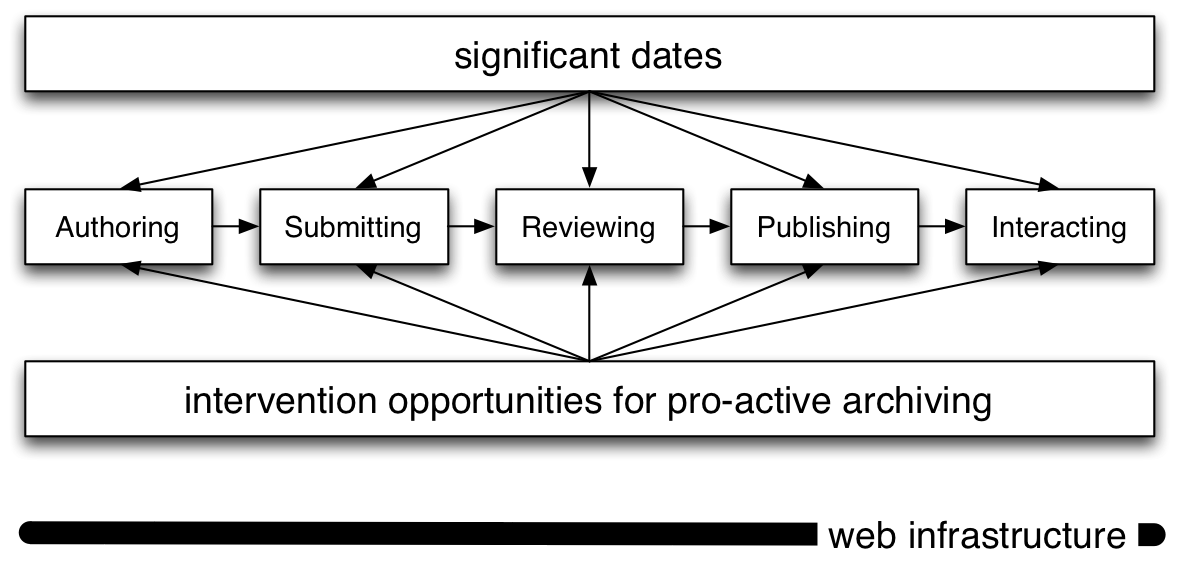 significant dates
Authoring
Submitting
Reviewing
Publishing
Interacting
intervention opportunities for pro-active archiving
web infrastructure